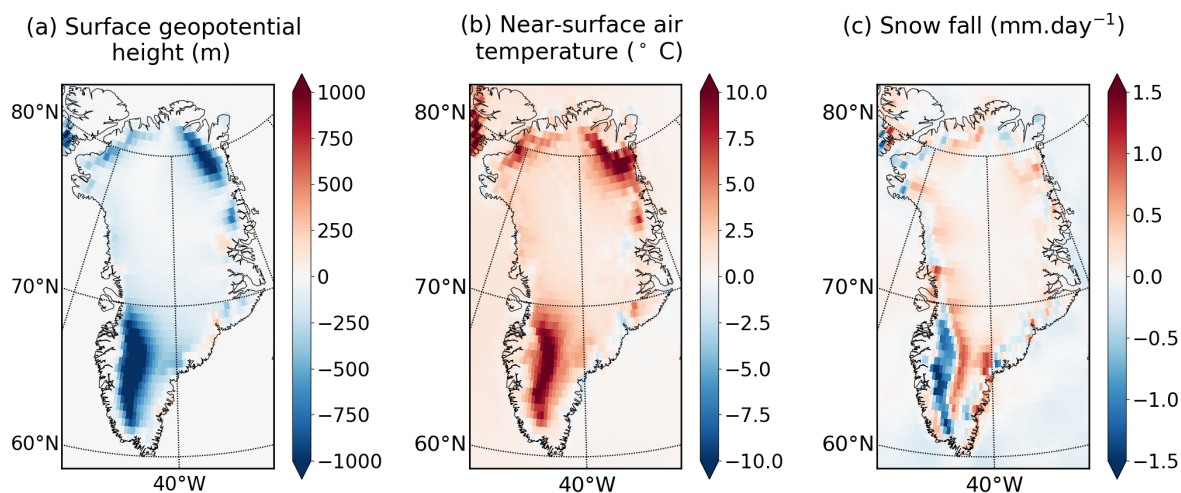 (a) Surface geopotential
height (m)
80°N
70°N
60°N
40°W
1000
750
500
250
0
−250
−500
−750
−1000
(b) Near-surface air
temperature (° C)
40°W
10.0
7.5
5.0
2.5
0.0
−2.5
−5.0
−7.5
−10.0
80°N
70°N
60°N
(c) Snow fall (mm.day⁻¹)
80°N
70°N
60°N
40°W
1.5
1.0
0.5
0.0
−0.5
−1.0
−1.5